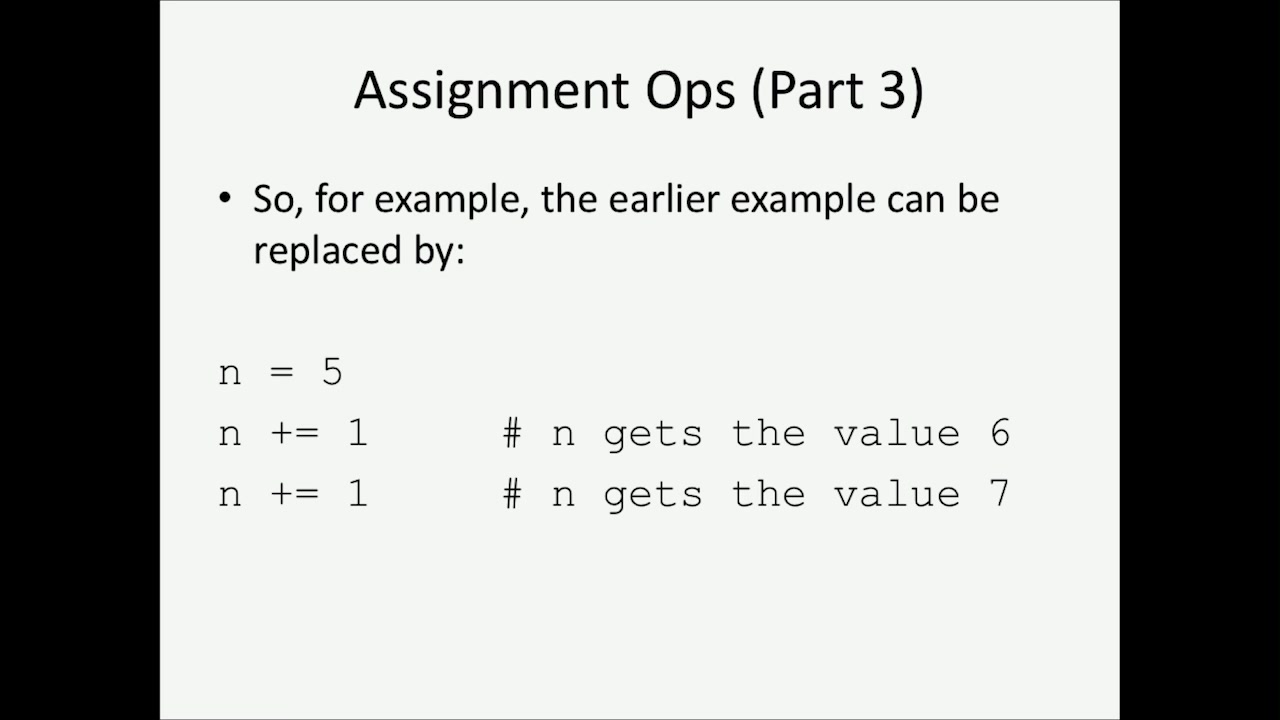 Assignment Ops (Part 3)
• So, for example, the earlier example can be
replaced by:
n = 5
n += 1 # n gets the value 6
n += 1 # n gets the value 7